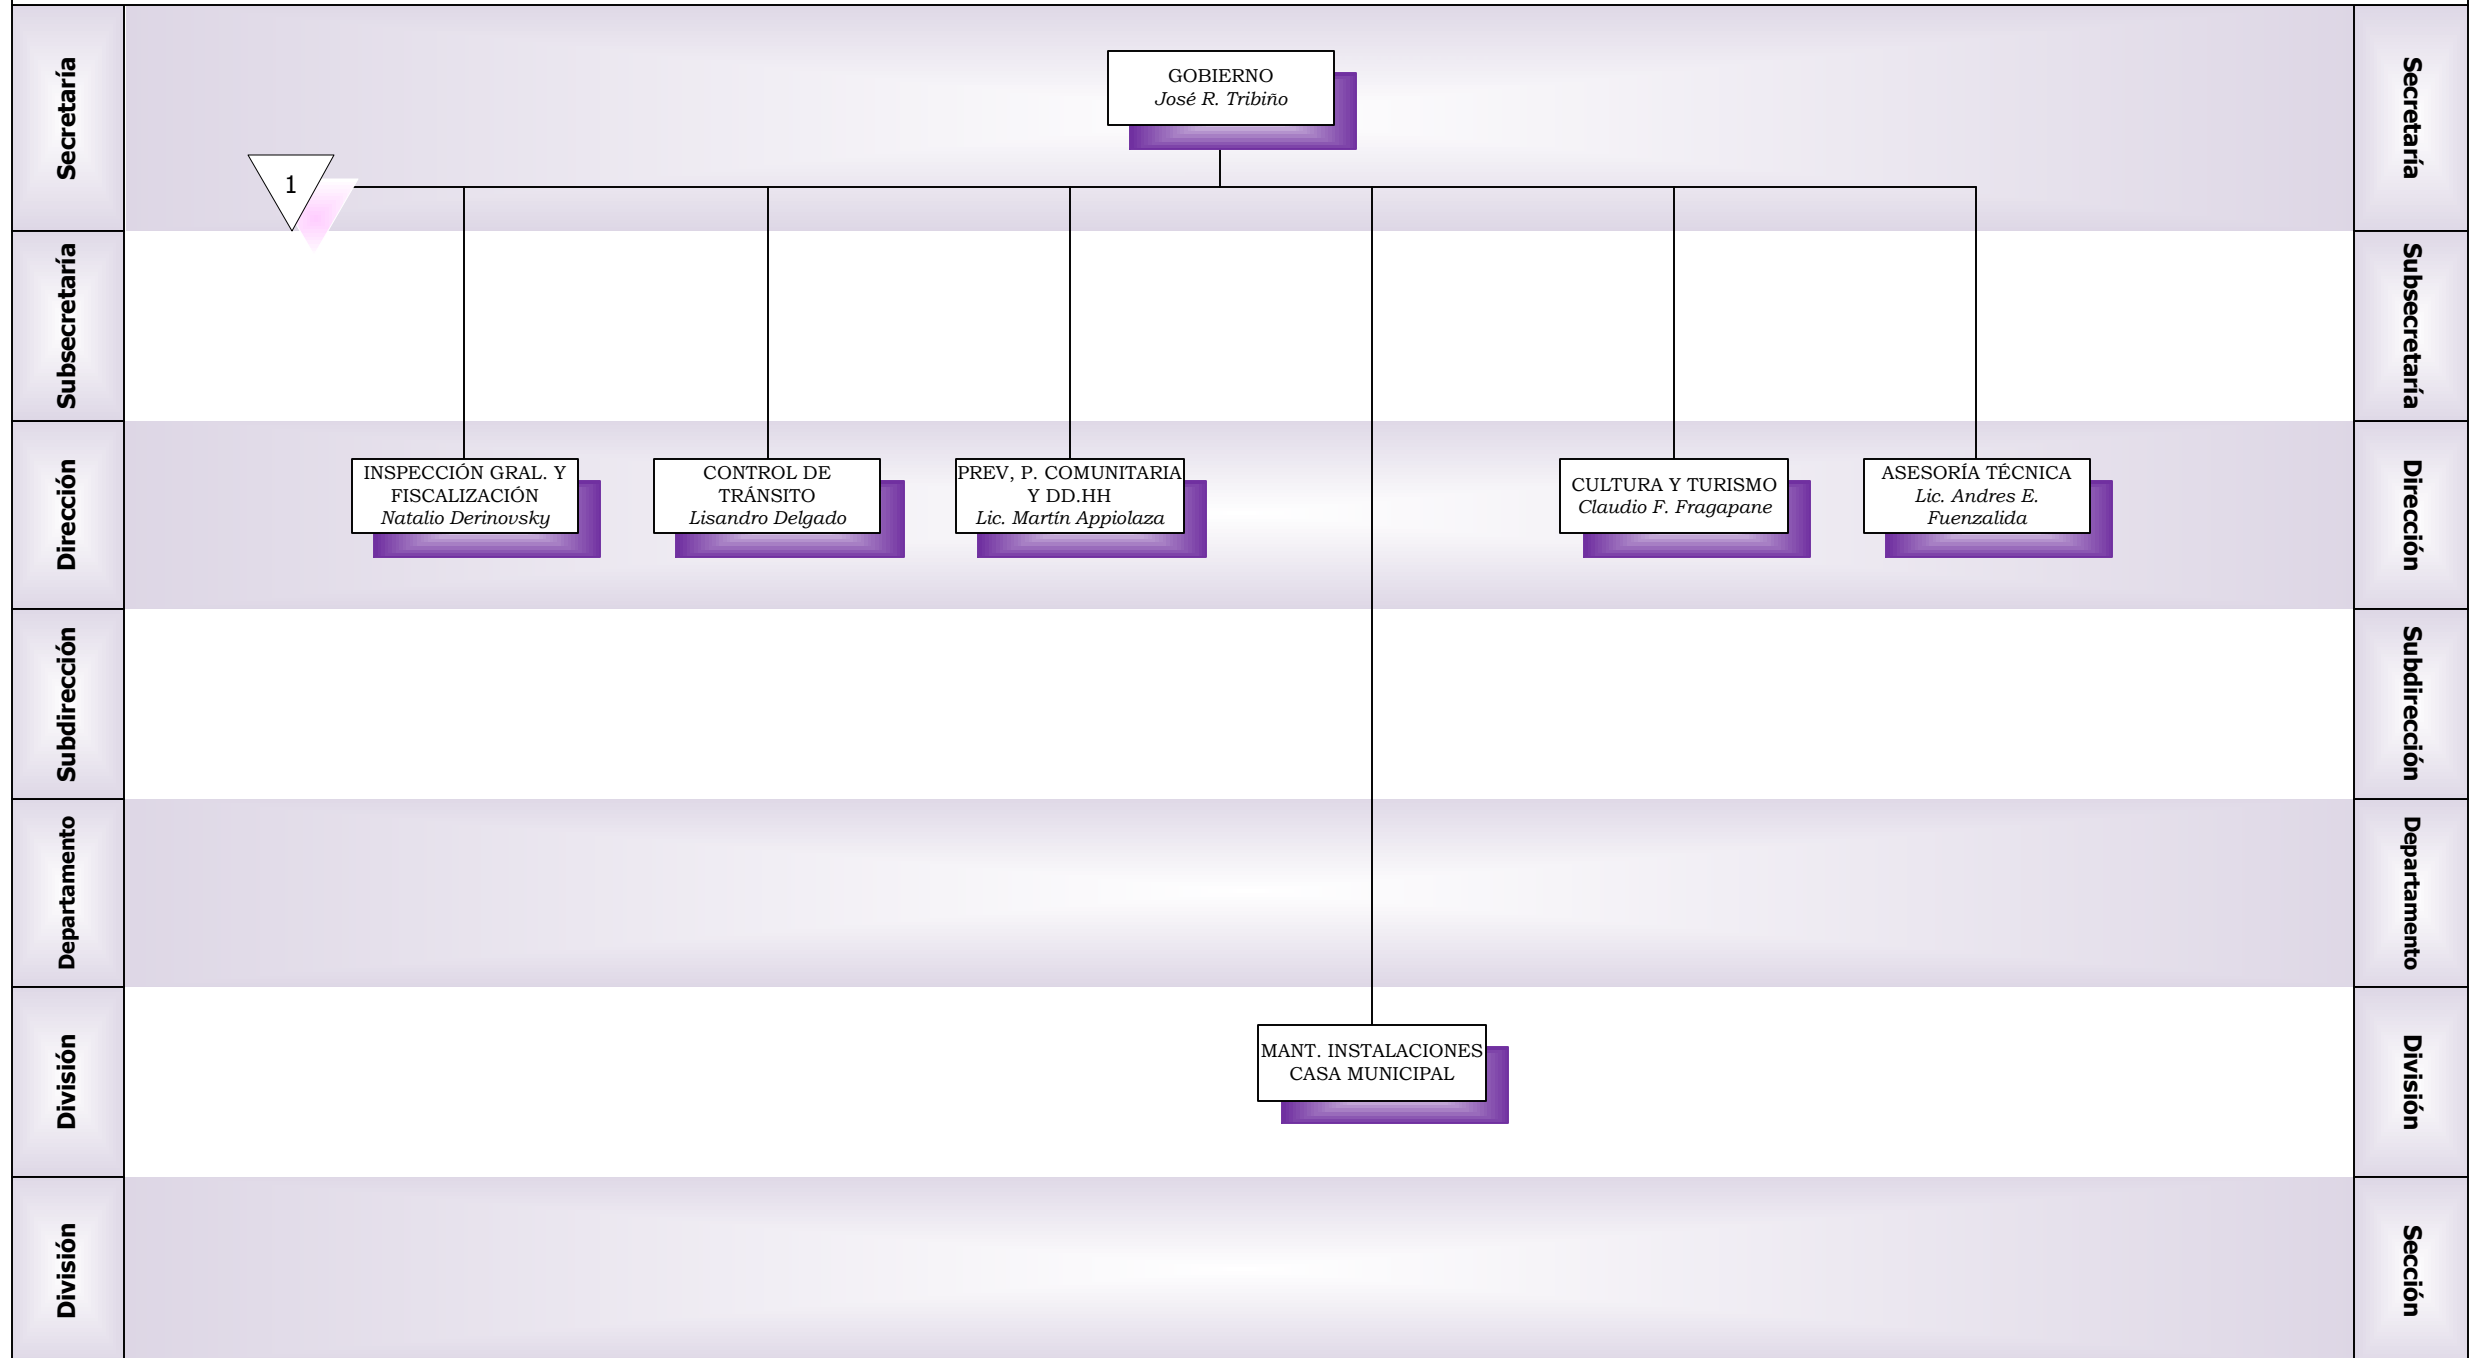 Secretaría
GOBIERNO
José R. Tribiño
Secretaría
1
Subsecretaría
Subsecretaría
Dirección
INSPECCIÓN GRAL. Y
FISCALIZACIÓN
Natalio Derinovsky
CONTROL DE
TRÁNSITO
Lisandro Delgado
PREV, P. COMUNITARIA
Y DD.HH
Lic. Martín Appiolaza
CULTURA Y TURISMO
Claudio F. Fragapane
ASESORÍA TÉCNICA
Lic. Andres E.
Fuenzalida
Dirección
Subdirección
Subdirección
Departamento
Departamento
División
MANT. INSTALACIONES
CASA MUNICIPAL
División
División
Sección